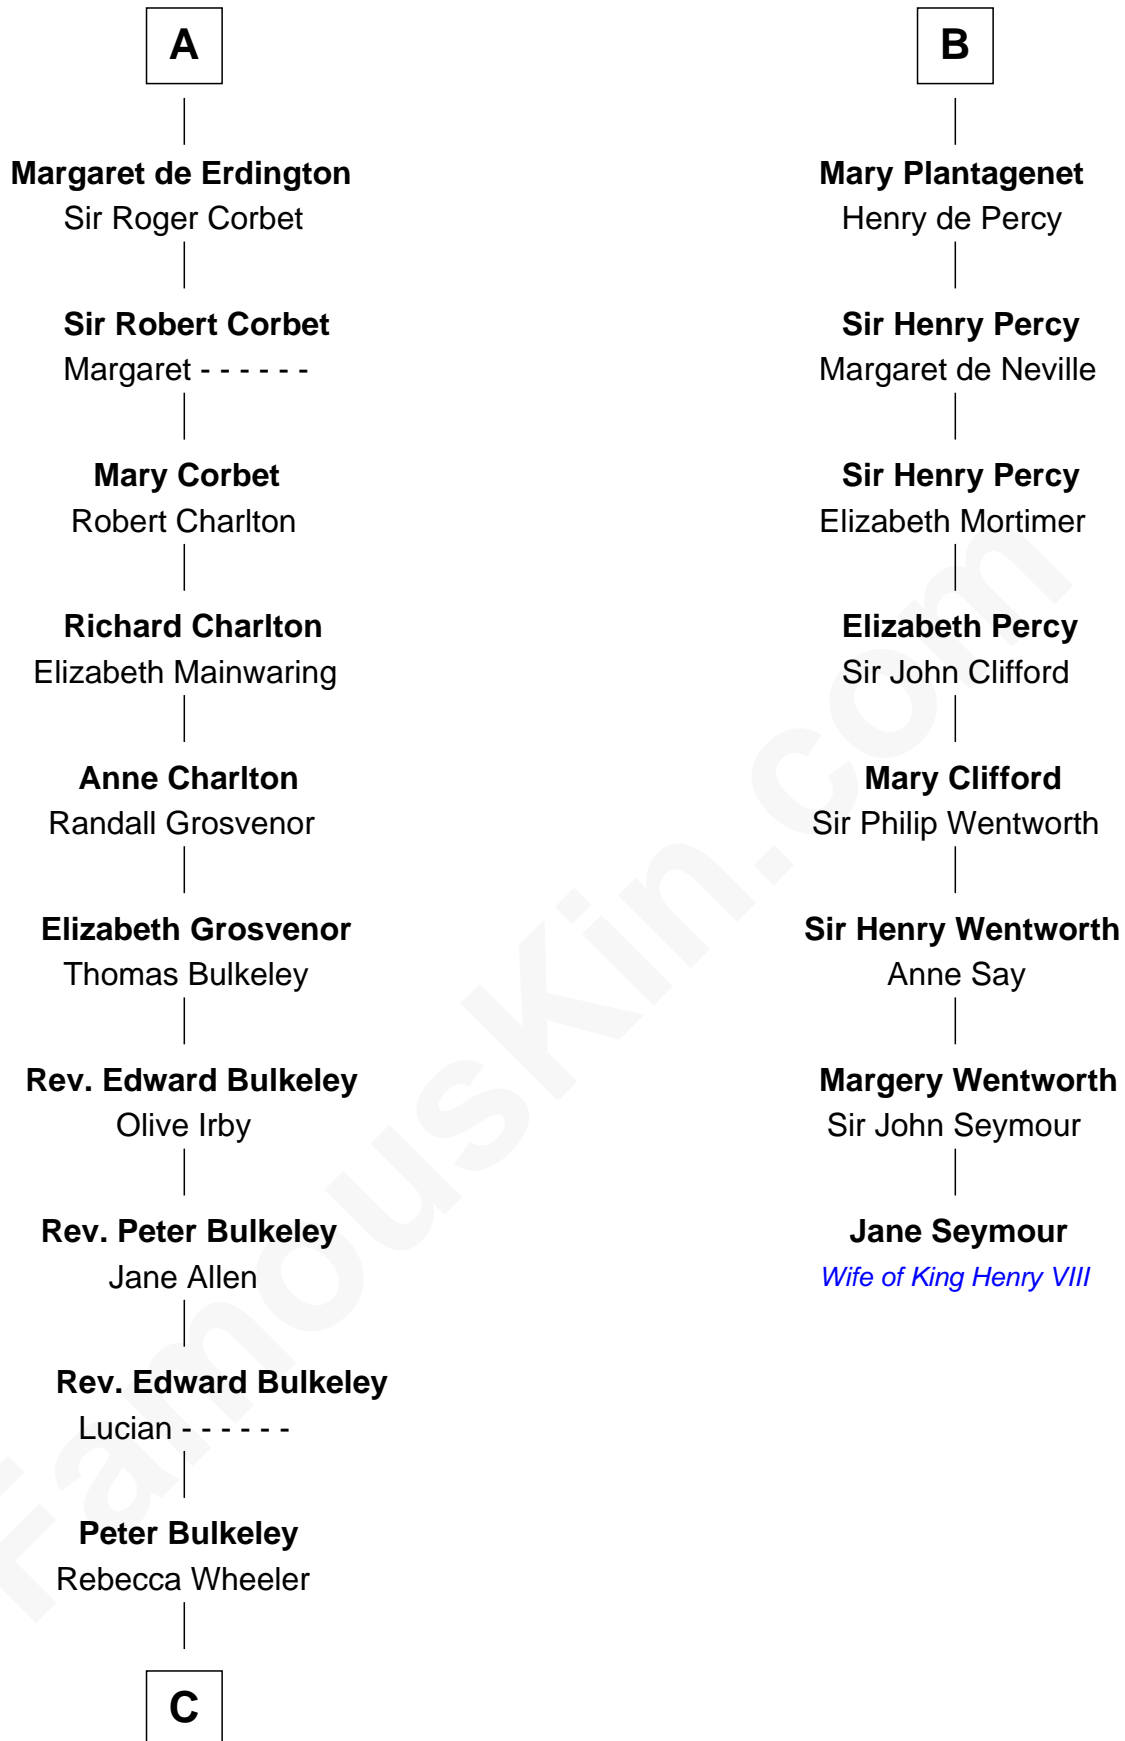 A
Margaret de Erdington
Sir Roger Corbet
Sir Robert Corbet
Margaret - - - - - -
Mary Corbet
Robert Charlton
Richard Charlton
Elizabeth Mainwaring
Anne Charlton
Randall Grosvenor
Elizabeth Grosvenor
Thomas Bulkeley
Rev. Edward Bulkeley
Olive Irby
Rev. Peter Bulkeley
Jane Allen
Rev. Edward Bulkeley
Lucian - - - - - -
Peter Bulkeley
Rebecca Wheeler
C
B
Mary Plantagenet
Henry de Percy
Sir Henry Percy
Margaret de Neville
Sir Henry Percy
Elizabeth Mortimer
Elizabeth Percy
Sir John Clifford
Mary Clifford
Sir Philip Wentworth
Sir Henry Wentworth
Anne Say
Margery Wentworth
Sir John Seymour
Jane Seymour
Wife of King Henry VIII
FamousKin.com